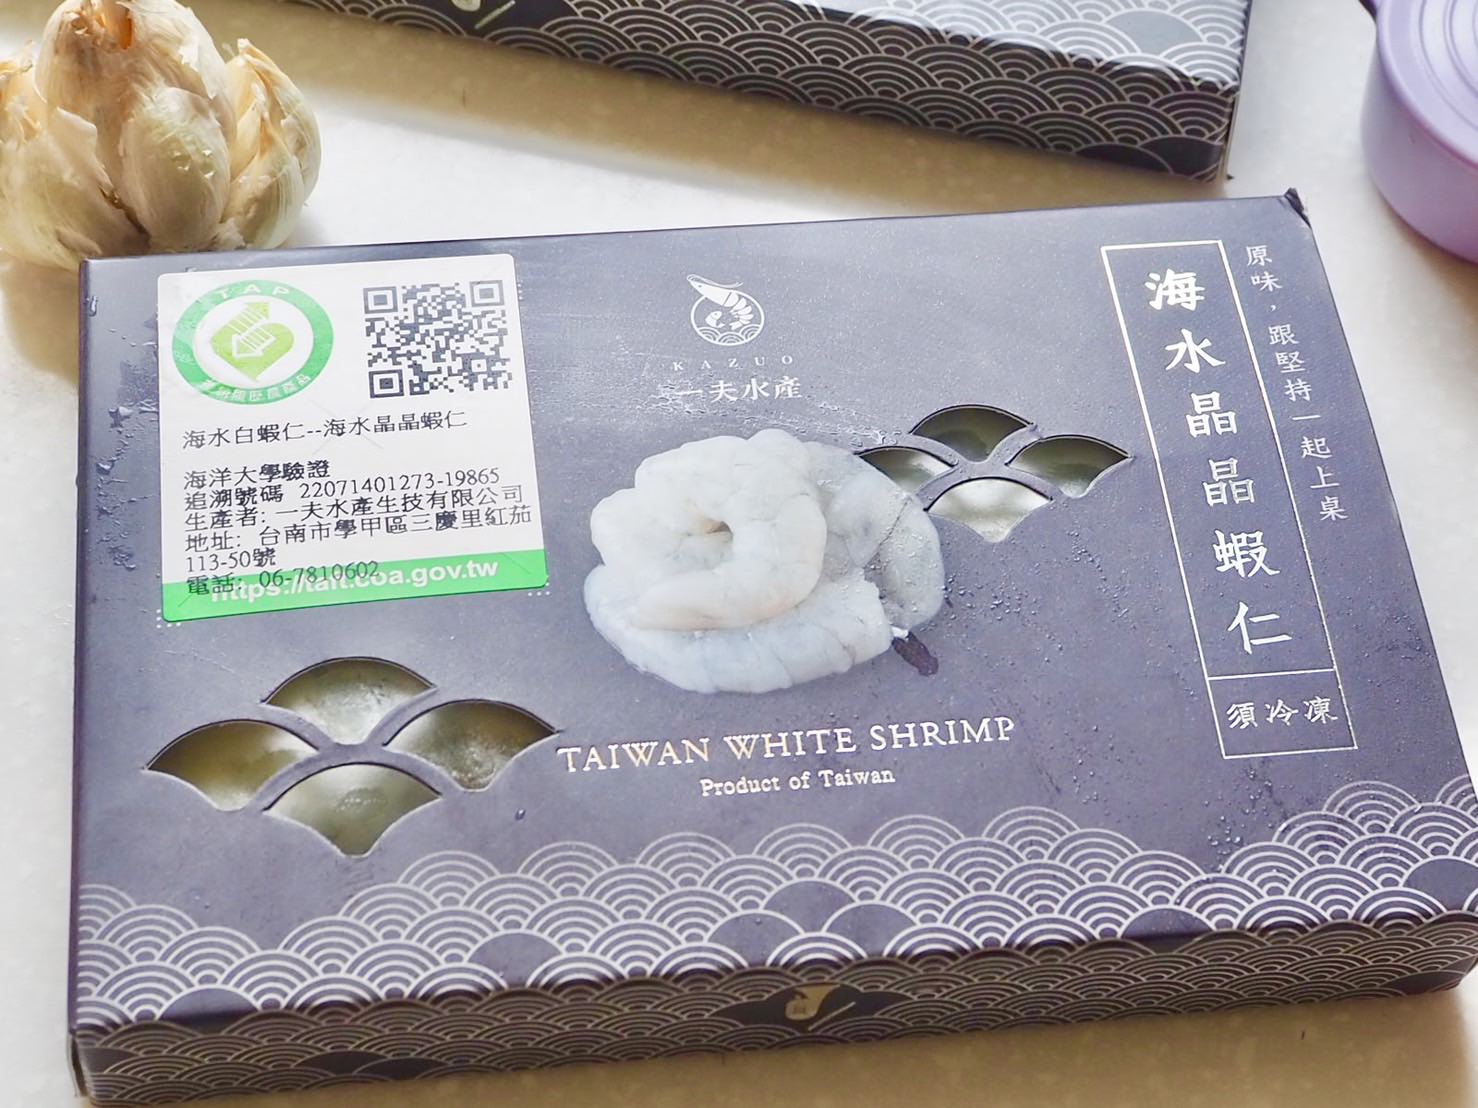 TAP
產銷履歷農產品
海水白蝦仁--海水晶晶蝦仁
海洋大學驗證
追溯號碼 22071401273-19865
生產者: 一夫水產生技有限公司
地址: 台南市學甲區三慶里紅茄
113-50號
電話: 06-7810602
https://taft.coa.gov.tw
KAZUO
一夫水產
TAIWAN WHITE SHRIMP
Product of Taiwan
原味,跟堅持一起上桌
海水晶晶蝦仁
須冷凍